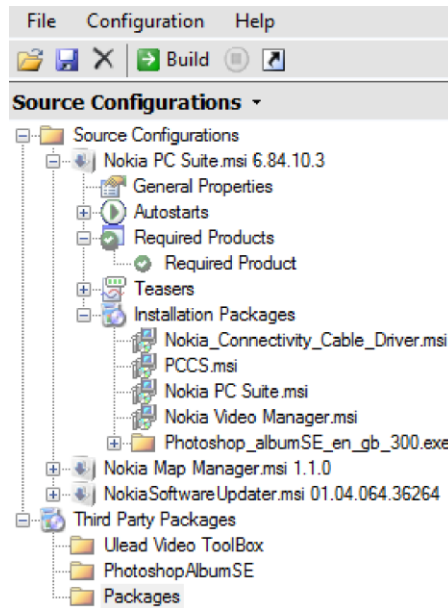 File Configuration Help
Build
Source Configurations
Source Configurations
Nokia PC Suite.msi 6.84.10.3
General Properties
Autostarts
Required Products
Required Product
Teasers
Installation Packages
Nokia_Connectivity_Cable_Driver.msi
PCCS.msi
Nokia PC Suite.msi
Nokia Video Manager.msi
Photoshop_albumSE_en_gb_300.exe
Nokia Map Manager.msi 1.1.0
NokiaSoftwareUpdater.msi 01.04.064.36264
Third Party Packages
Ulead Video ToolBox
PhotoshopAlbumSE
Packages